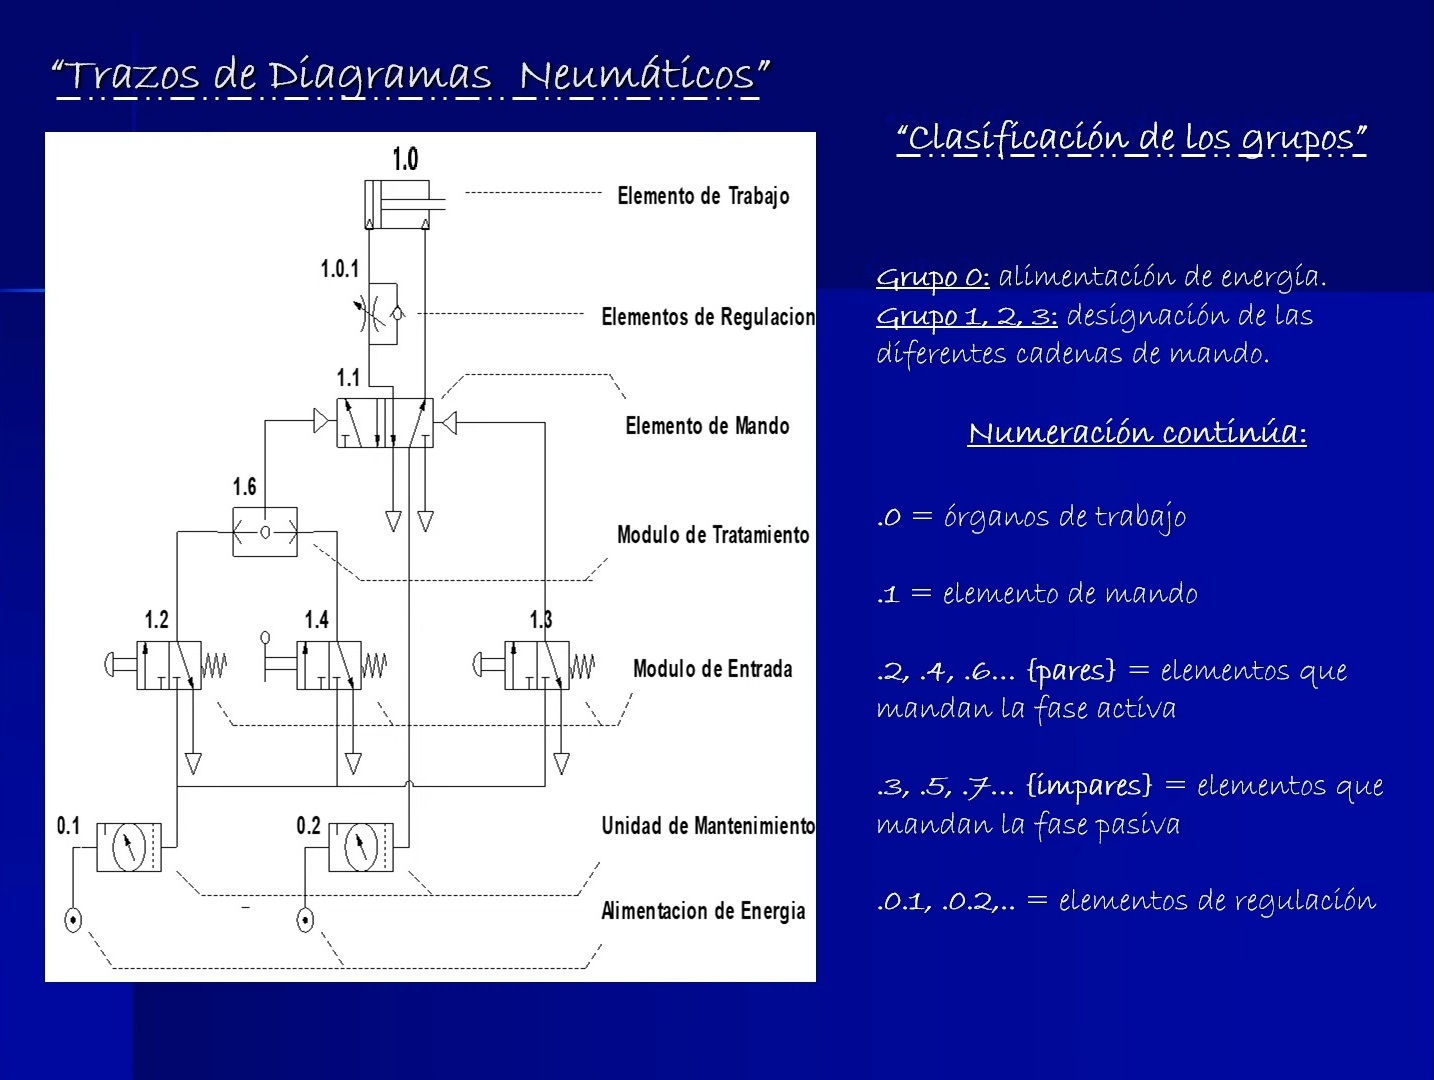 “Trazos de Diagramas Neumáticos”
“Clasificación de los grupos”
1.0
Elemento de Trabajo
1.0.1
Elementos de Regulacion
1.1
Elemento de Mando
1.6
Modulo de Tratamiento
1.2
1.4
1.3
Modulo de Entrada
0.1
0.2
Unidad de Mantenimiento
Alimentacion de Energia
Grupo 0: alimentación de energía.
Grupo 1, 2, 3: designación de las
diferentes cadenas de mando.
Numeración continúa:
.0 = órganos de trabajo
.1 = elemento de mando
.2, .4, .6... {pares} = elementos que
mandan la fase activa
.3, .5, .7... {impares} = elementos que
mandan la fase pasiva
.0.1, .0.2,.. = elementos de regulación